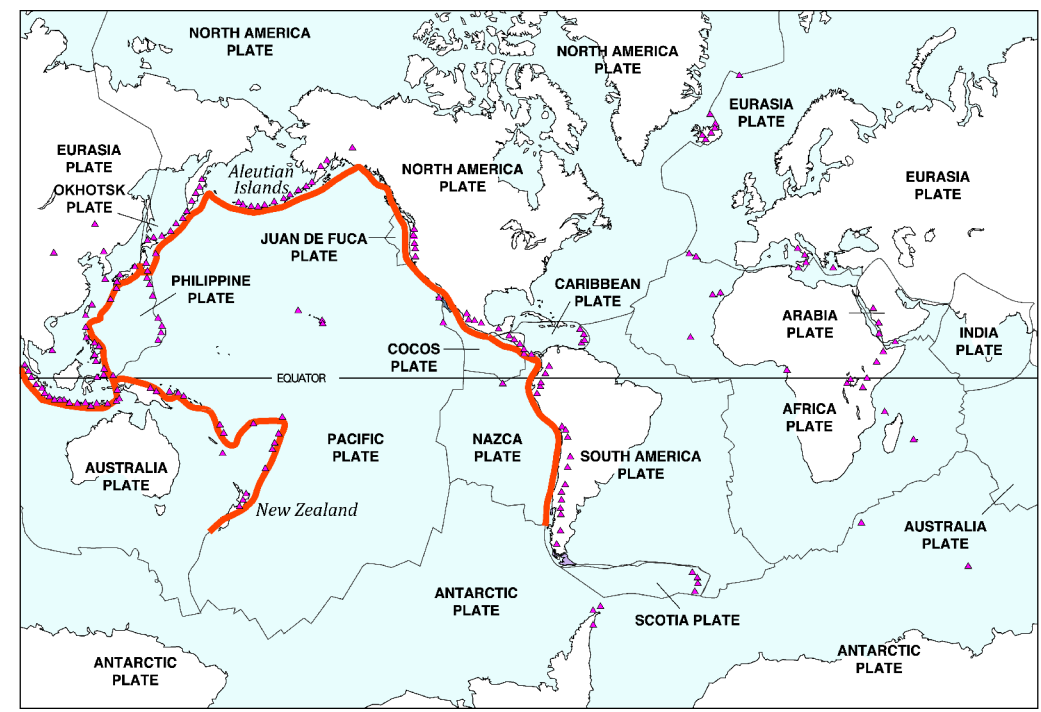 NORTH AMERICA
PLATE
NORTH AMERICA
PLATE
EURASIA
PLATE
EURASIA
PLATE
OKHOTSK
PLATE
Aleutian
Islands
NORTH AMERICA
PLATE
EURASIA
PLATE
JUAN DE FUCA
PLATE
PHILIPPINE
PLATE
CARIBBEAN
PLATE
ARABIA
PLATE
INDIA
PLATE
COCOS
PLATE
EQUATOR
AFRICA
PLATE
PACIFIC
PLATE
NAZCA
PLATE
SOUTH AMERICA
PLATE
AUSTRALIA
PLATE
New Zealand
AUSTRALIA
PLATE
ANTARCTIC
PLATE
SCOTIA PLATE
ANTARCTIC
PLATE
ANTARCTIC
PLATE